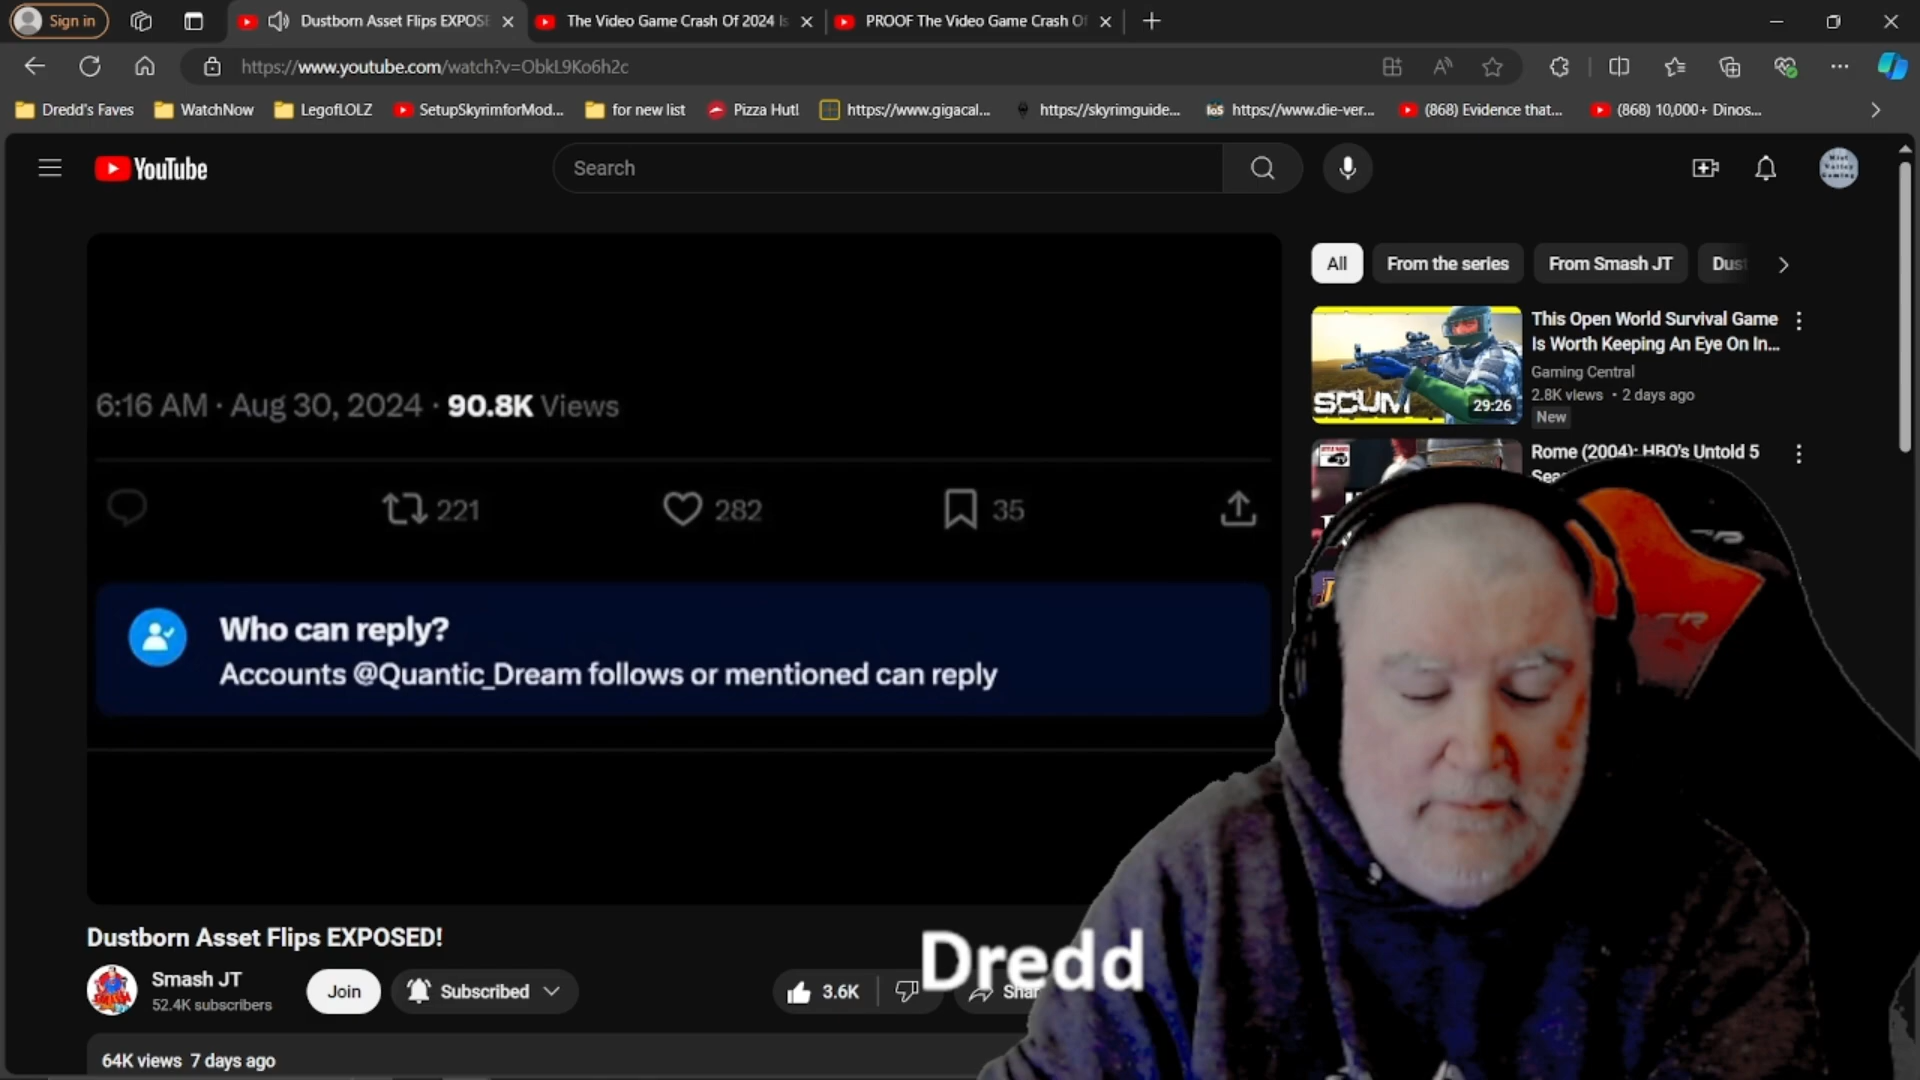 Sign in
Dustborn Asset Flips EXPOSE
The Video Game Crash Of 2024 Is
PROOF The Video Game Crash Of
https://www.youtube.com/watch?v=ObkL9Ko6h2c
Dredd's Faves
WatchNow
LegofLOLZ
SetupSkyrimforMod...
for new list
Pizza Hut!
https://www.gigacal...
https://skyrimguide...
https://www.die-ver...
(868) Evidence that...
(868) 10,000+ Dinos...
YouTube
Search
6:16 AM · Aug 30, 2024 · 90.8K Views
221
282
35
Who can reply?
Accounts @Quantic_Dream follows or mentioned can reply
All
From the series
From Smash JT
Dust
SCUM
29:26
This Open World Survival Game
Is Worth Keeping An Eye On In...
Gaming Central
2.8K views • 2 days ago
New
Rome (2004): HBO's Untold 5
Dustborn Asset Flips EXPOSED!
Smash JT
52.4K subscribers
Join
Subscribed
3.6K
Shar
Dredd
64K views 7 days ago